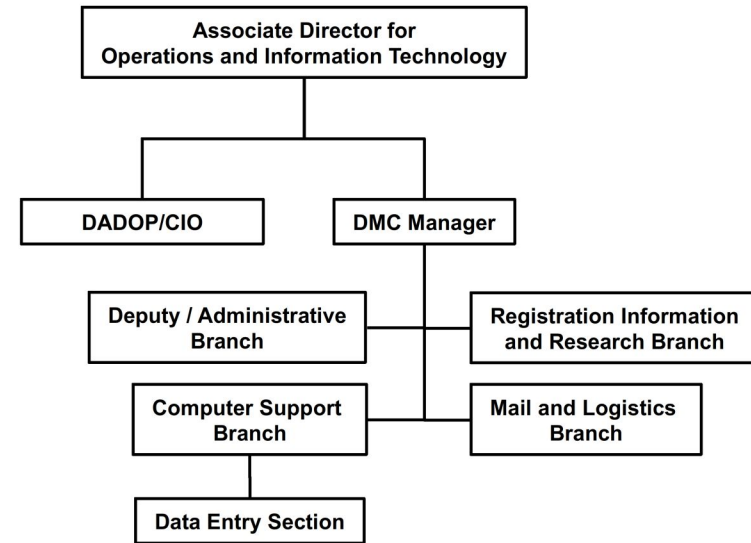 Associate Director for
Operations and Information Technology
DADOP/CIO
DMC Manager
Deputy / Administrative
Branch
Registration Information
and Research Branch
Computer Support
Branch
Mail and Logistics
Branch
Data Entry Section